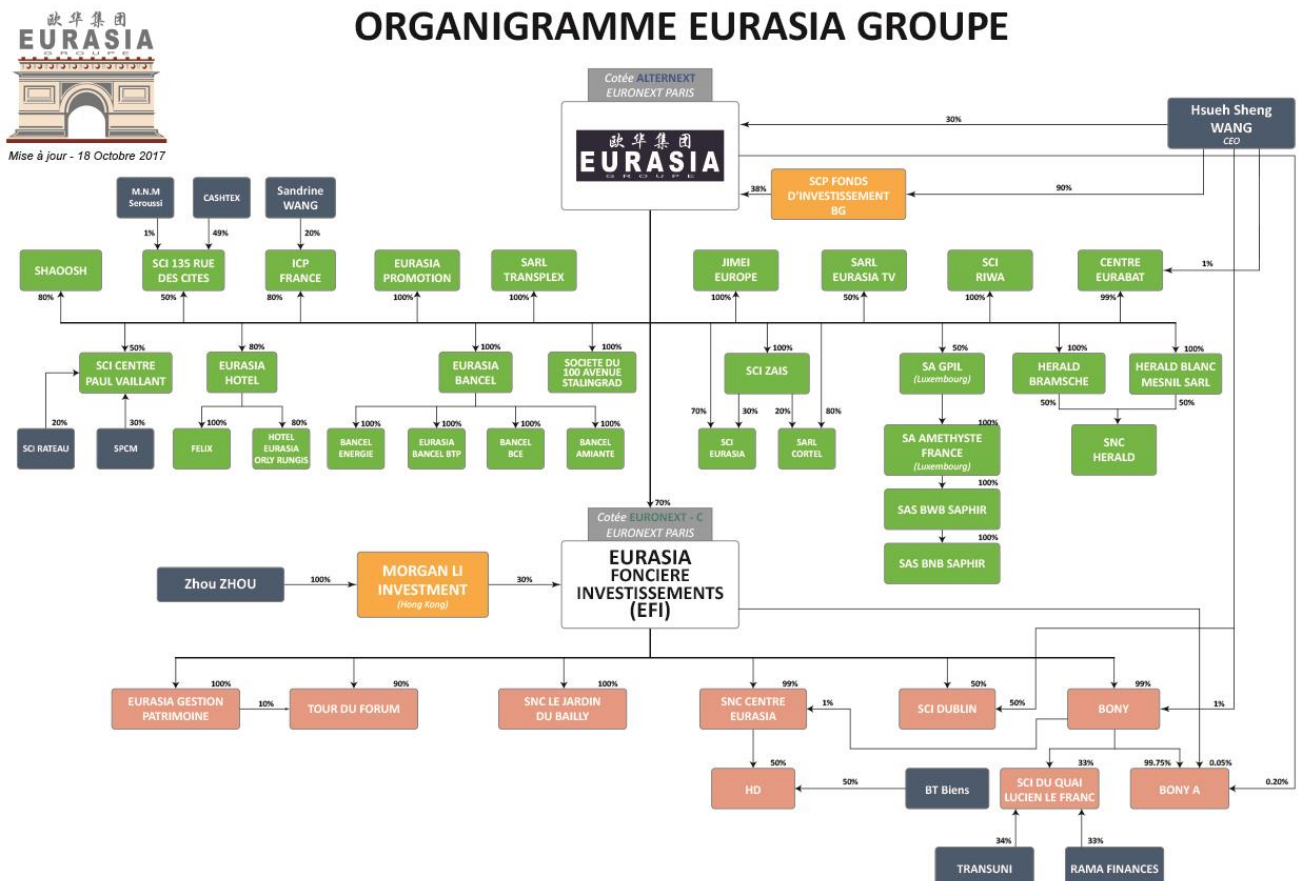 ORGANIGRAMME EURASIA GROUPE
欧华集团
EURASIA
GROUPE
Mise à jour - 18 Octobre 2017
Cotée ALTERNEXT
EURONEXT PARIS
欧华集团
EURASIA
GROUPE
Hsueh Sheng
WANG
CEO
30%
38%
SCP FONDS
D'INVESTISSEMENT
BG
90%
M.N.M
Seroussi
CASHTEX
Sandrine
WANG
1%
49%
20%
SHAOOSH
SCI 135 RUE
DES CITES
ICP
FRANCE
EURASIA
PROMOTION
SARL
TRANSPLEX
JIMEI
EUROPE
SARL
EURASIA TV
SCI
RIWA
CENTRE
EURABAT
1%
80%
50%
80%
100%
100%
100%
50%
100%
99%
50%
80%
100%
100%
100%
50%
100%
100%
SCI CENTRE
PAUL VAILLANT
EURASIA
HOTEL
EURASIA
BANCEL
SOCIETE DU
100 AVENUE
STALINGRAD
SCI ZAIS
SA GPIL
(Luxembourg)
HERALD
BRAMSCHE
HERALD BLANC
MESNIL SARL
20%
30%
100%
80%
100%
100%
100%
100%
70%
30%
20%
80%
50%
50%
SCI RATEAU
SPCM
FELIX
HOTEL
EURASIA
ORLY RUNGIS
BANCEL
ENERGIE
EURASIA
BANCEL BTP
BANCEL
BCE
BANCEL
AMIANTE
SCI
EURASIA
SARL
CORTEL
100%
SA AMETHYSTE
FRANCE
(Luxembourg)
SNC
HERALD
100%
SAS BWB SAPHIR
100%
SAS BNB SAPHIR
70%
Cotée EURONEXT - C
EURONEXT PARIS
EURASIA
FONCIERE
INVESTISSEMENTS
(EFI)
Zhou ZHOU
100%
MORGAN LI
INVESTMENT
(Hong Kong)
30%
100%
90%
100%
99%
50%
99%
EURASIA GESTION
PATRIMOINE
10%
TOUR DU FORUM
SNC LE JARDIN
DU BAILLY
SNC CENTRE
EURASIA
1%
SCI DUBLIN
50%
BONY
1%
50%
33%
99.75%
0.05%
HD
50%
BT Biens
SCI DU QUAI
LUCIEN LE FRANC
BONY A
0.20%
34%
33%
TRANSUNI
RAMA FINANCES